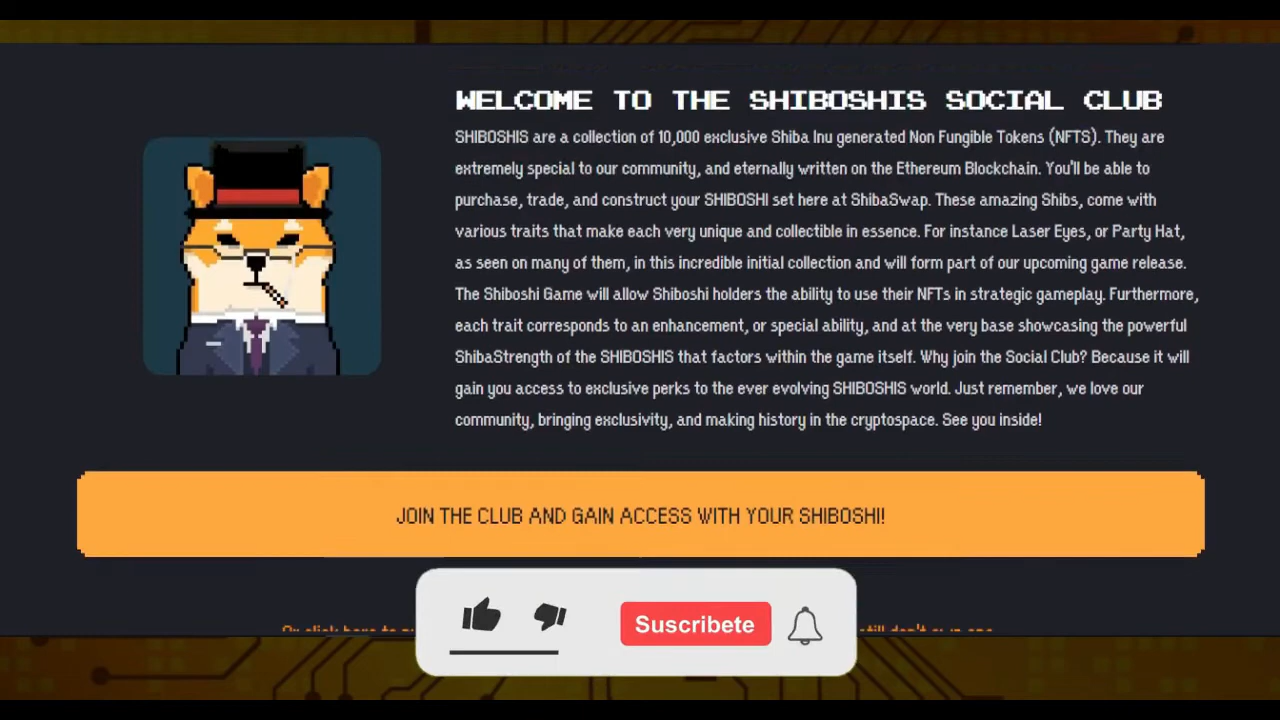 WELCOME TO THE SHIBOSHIS SOCIAL CLUB
SHIBOSHIS are a collection of 10,000 exclusive Shiba Inu generated Non Fungible Tokens (NFTS). They are
extremely special to our community, and eternally written on the Ethereum Blockchain. You'll be able to
purchase, trade, and construct your SHIBOSHI set here at ShibaSwap. These amazing Shibs, come with
various traits that make each very unique and collectible in essence. For instance Laser Eyes, or Party Hat,
as seen on many of them, in this incredible initial collection and will form part of our upcoming game release.
The Shiboshi Game will allow Shiboshi holders the ability to use their NFTs in strategic gameplay. Furthermore,
each trait corresponds to an enhancement, or special ability, and at the very base showcasing the powerful
ShibaStrength of the SHIBOSHIS that factors within the game itself. Why join the Social Club? Because it will
gain you access to exclusive perks to the ever evolving SHIBOSHIS world. Just remember, we love our
community, bringing exclusivity, and making history in the cryptospace. See you inside!
JOIN THE CLUB AND GAIN ACCESS WITH YOUR SHIBOSHI!
Or click here to
still don't own one
Suscribete